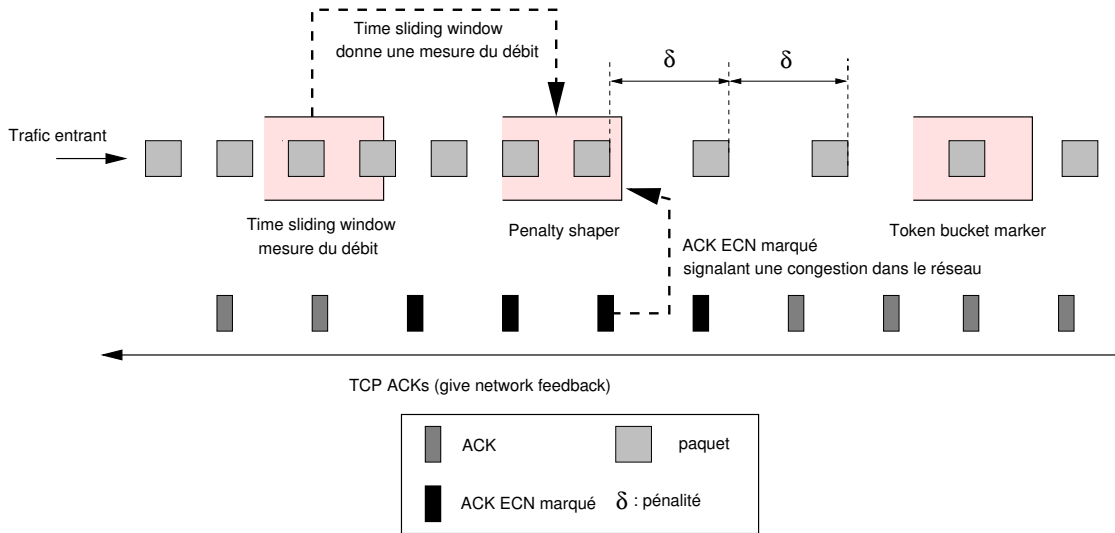 Time sliding window
donne une mesure du débit
δ
δ
Trafic entrant
Time sliding window
mesure du débit
Penalty shaper
Token bucket marker
ACK ECN marqué
signalant une congestion dans le réseau
TCP ACKs (give network feedback)
ACK
paquet
ACK ECN marqué
δ : pénalité